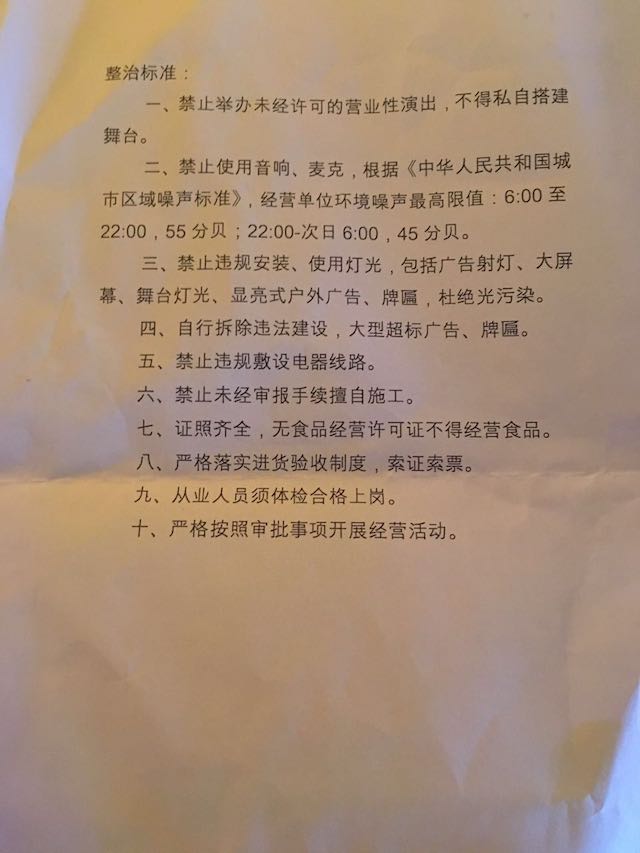 整治标准：
一、禁止举办未经许可的营业性演出，不得私自搭建
舞台。
二、禁止使用音响、麦克，根据《中华人民共和国城
市区域噪声标准》，经营单位环境噪声最高限值：6:00 至
22:00，55 分贝；22:00-次日 6:00，45 分贝。
三、禁止违规安装、使用灯光，包括广告射灯、大屏
幕、舞台灯光、显亮式户外广告、牌匾，杜绝光污染。
四、自行拆除违法建设，大型超标广告、牌匾。
五、禁止违规敷设电器线路。
六、禁止未经审报手续擅自施工。
七、证照齐全，无食品经营许可证不得经营食品。
八、严格落实进货验收制度，索证索票。
九、从业人员须体检合格上岗。
十、严格按照审批事项开展经营活动。